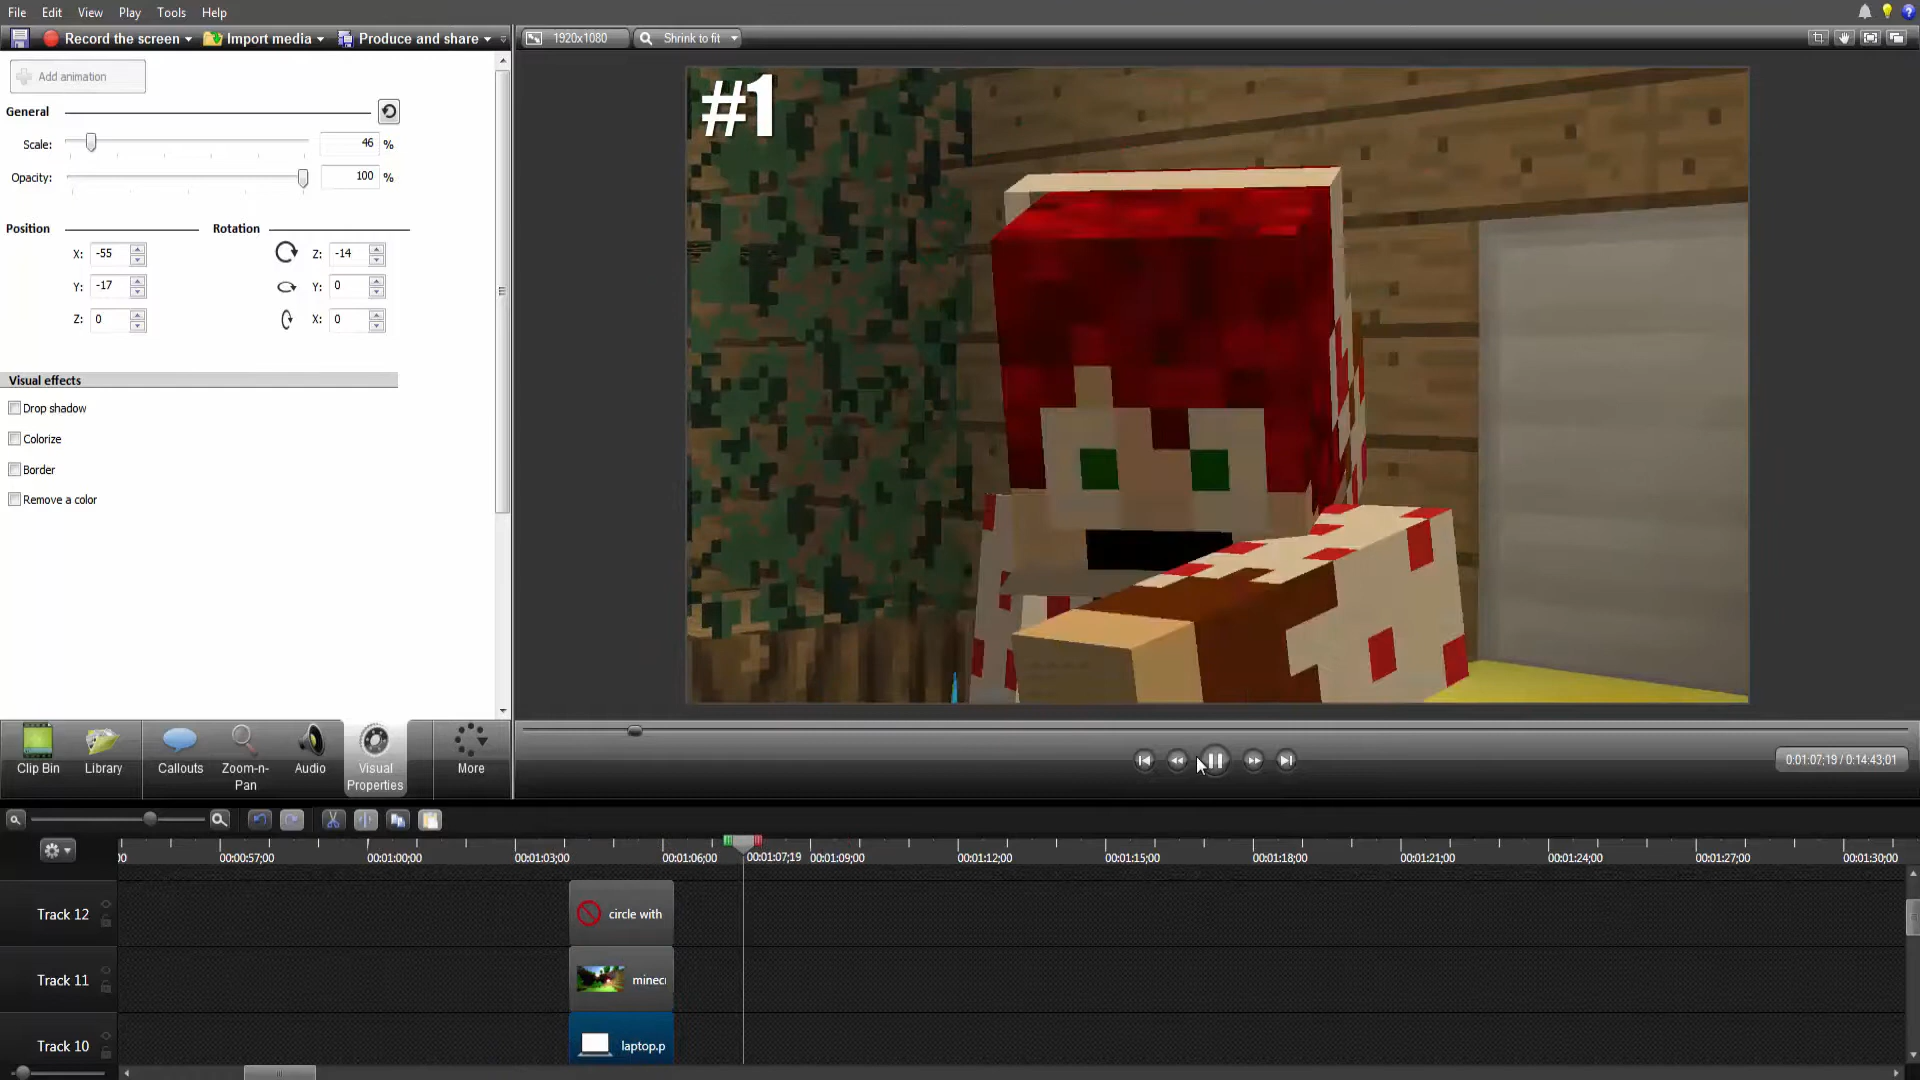 File Edit View Play Tools Help
Record the screen Import media Produce and share
1920x1080 Shrink to fit
Add animation
General
Scale: 46 %
Opacity: 100 %
Position Rotation
X: -55 Z: -14
Y: -17 Y: 0
Z: 0 X: 0
Visual effects
Drop shadow
Colorize
Border
Remove a color
#1
Clip Bin Library Callouts Zoom-n-Pan Audio Visual Properties More
0:01:07;19 / 0:14:43;01
00 00:00:57;00 00:01:00;00 00:01:03;00 00:01:06;00 00:01:07;19 00:01:09;00 00:01:12;00 00:01:15;00 00:01:18;00 00:01:21;00 00:01:24;00 00:01:27;00 00:01:30;00
Track 12 circle with
Track 11 minec
Track 10 laptop.p